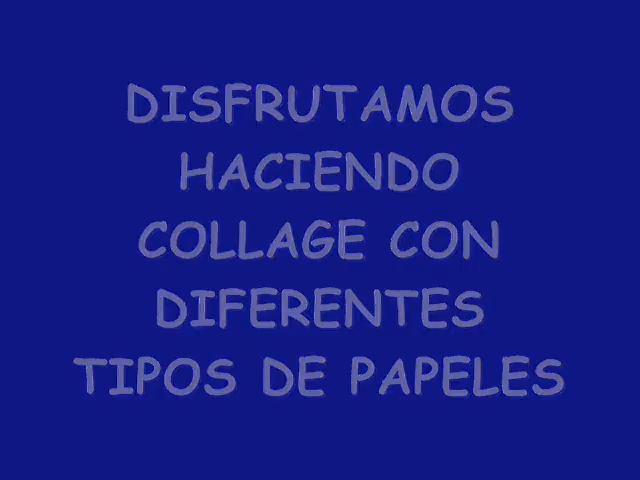 DISFRUTAMOS
HACIENDO
COLLAGE CON
DIFERENTES
TIPOS DE PAPELES